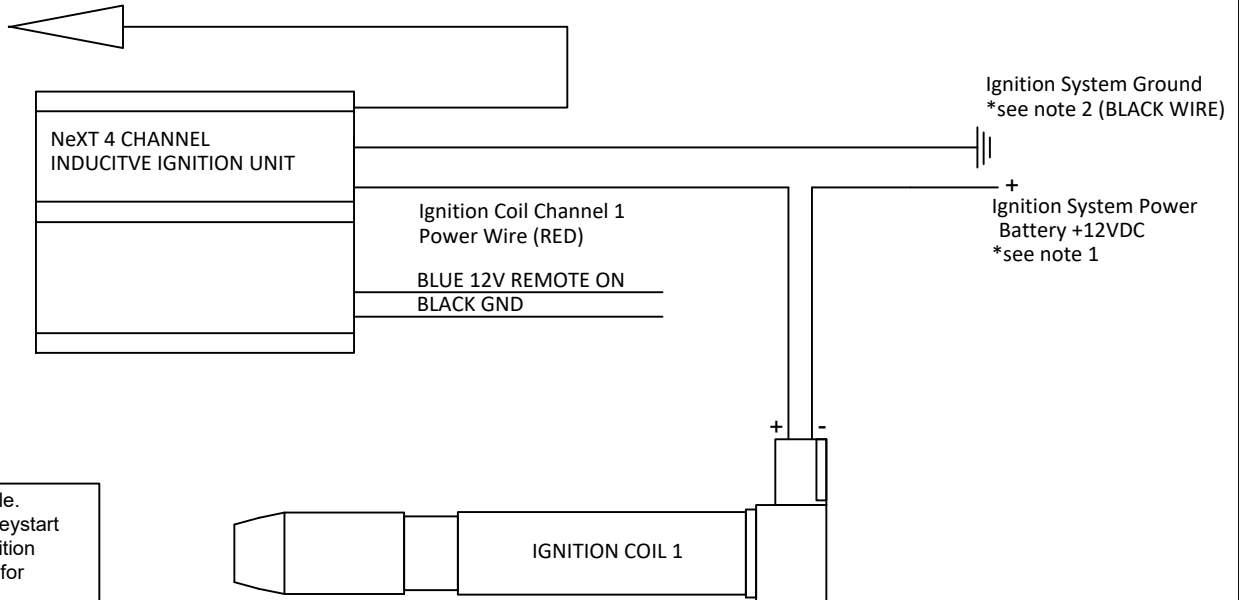 Ignition System Ground
*see note 2 (BLACK WIRE)
NeXT 4 CHANNEL
INDUCITVE IGNITION UNIT
+
Ignition System Power
Battery +12VDC
*see note 1
Ignition Coil Channel 1
Power Wire (RED)
BLUE 12V REMOTE ON
BLACK GND
+ -
le.
eystart
ition
for
IGNITION COIL 1